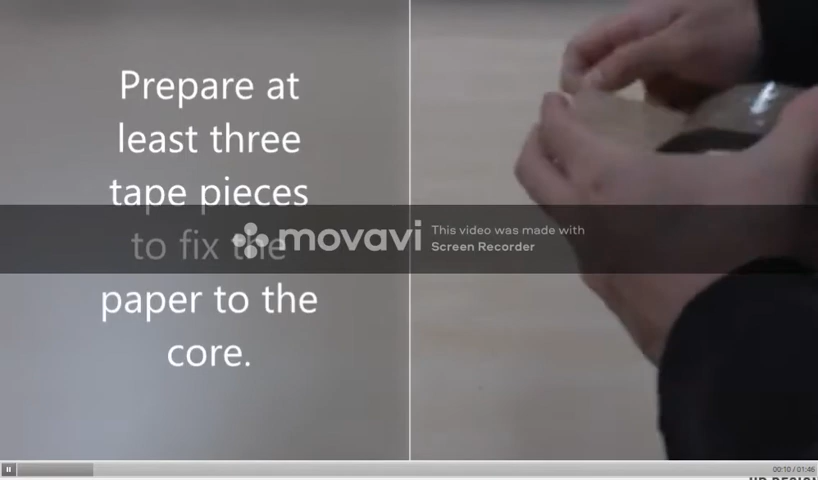 Prepare at
least three
tape pieces
to fix the
paper to the
core.
movavi
This video was made with
Screen Recorder
00:10 / 01:46